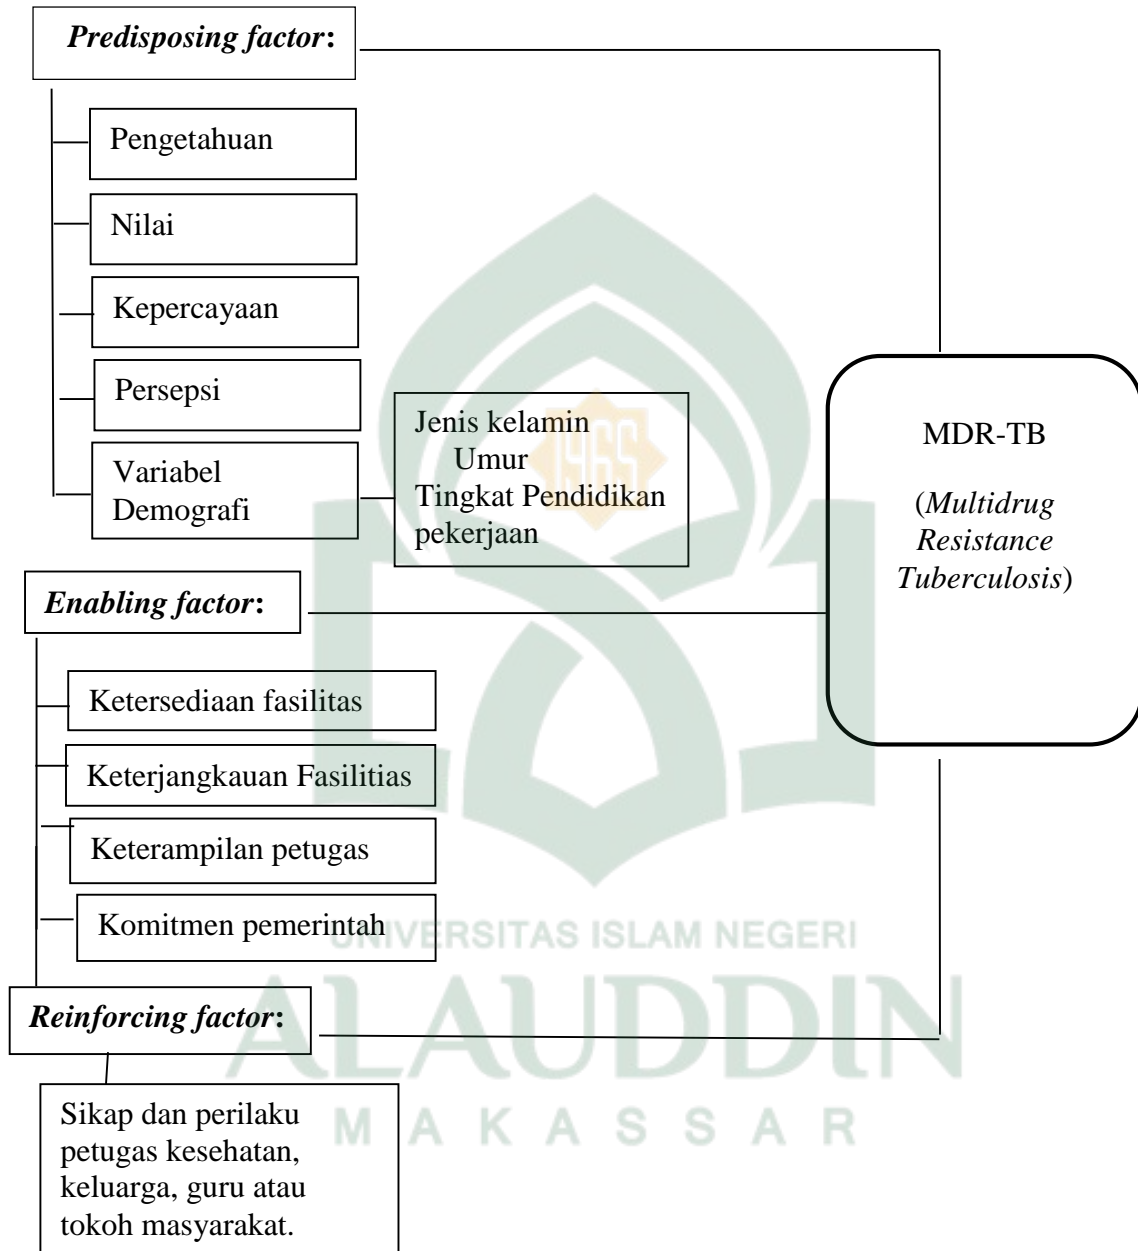 Predisposing factor:
Pengetahuan
Nilai
Kepercayaan
Persepsi
Variabel
Demografi
Jenis kelamin
Umur
Tingkat Pendidikan
pekerjaan
MDR-TB
(Multidrug
Resistance
Tuberculosis)
Enabling factor:
Ketersediaan fasilitas
Keterjangkauan Fasilitias
Keterampilan petugas
Komitmen pemerintah
Reinforcing factor:
Sikap dan perilaku
petugas kesehatan,
keluarga, guru atau
tokoh masyarakat.
1965
UNIVERSITAS ISLAM NEGERI
ALAUDDIN
MAKASSAR